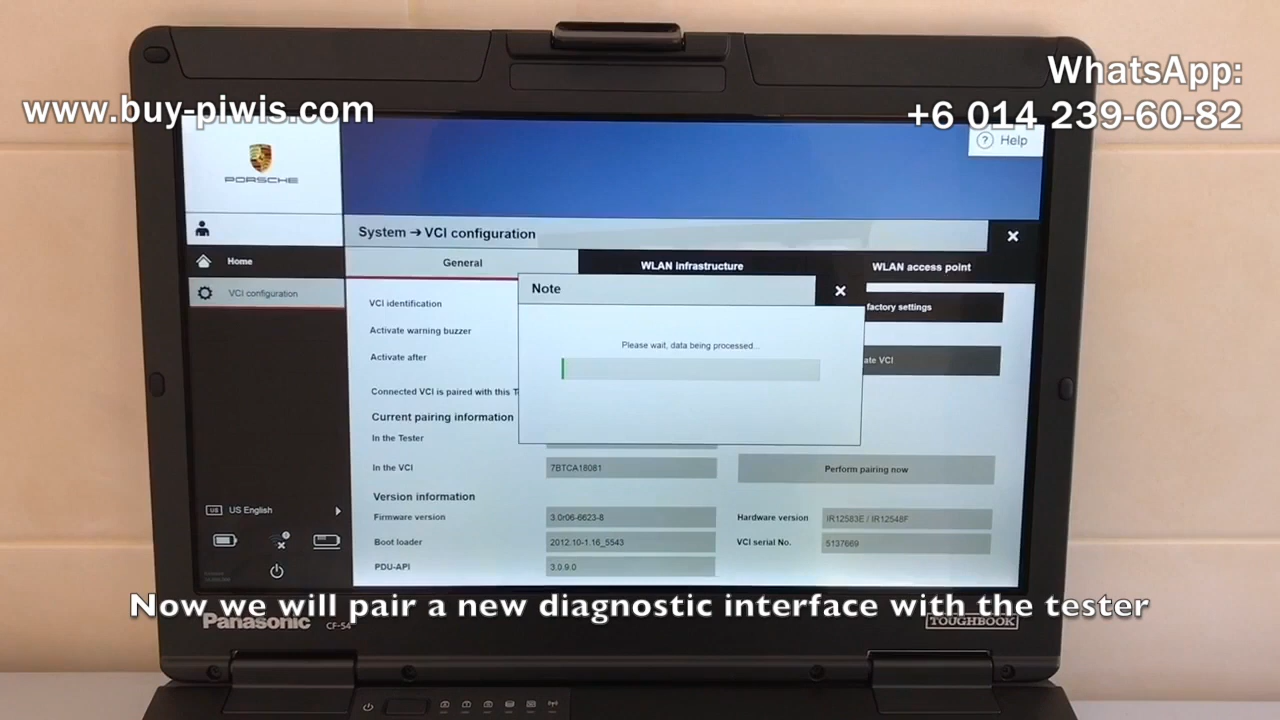 WhatsApp:
www.buy-piwis.com
+6 014 239-60-82
? Help
PORSCHE
System → VCI configuration
Home
General
WLAN infrastructure
WLAN access point
VCI configuration
Note
VCI identification
factory settings
Activate warning buzzer
Please wait, data being processed...
Activate after
ate VCI
Connected VCI is paired with this T
Current pairing information
In the Tester
In the VCI
7BTCA18081
Perform pairing now
Version information
US US English
Firmware version
3.0r06-6623-8
Hardware version
IR12583E / IR12548F
Boot loader
2012.10-1.16_5543
VCI serial No.
5137669
PDU-API
3.0.9.0
Now we will pair a new diagnostic interface with the tester
Panasonic
CF-54
TOUGHBOOK